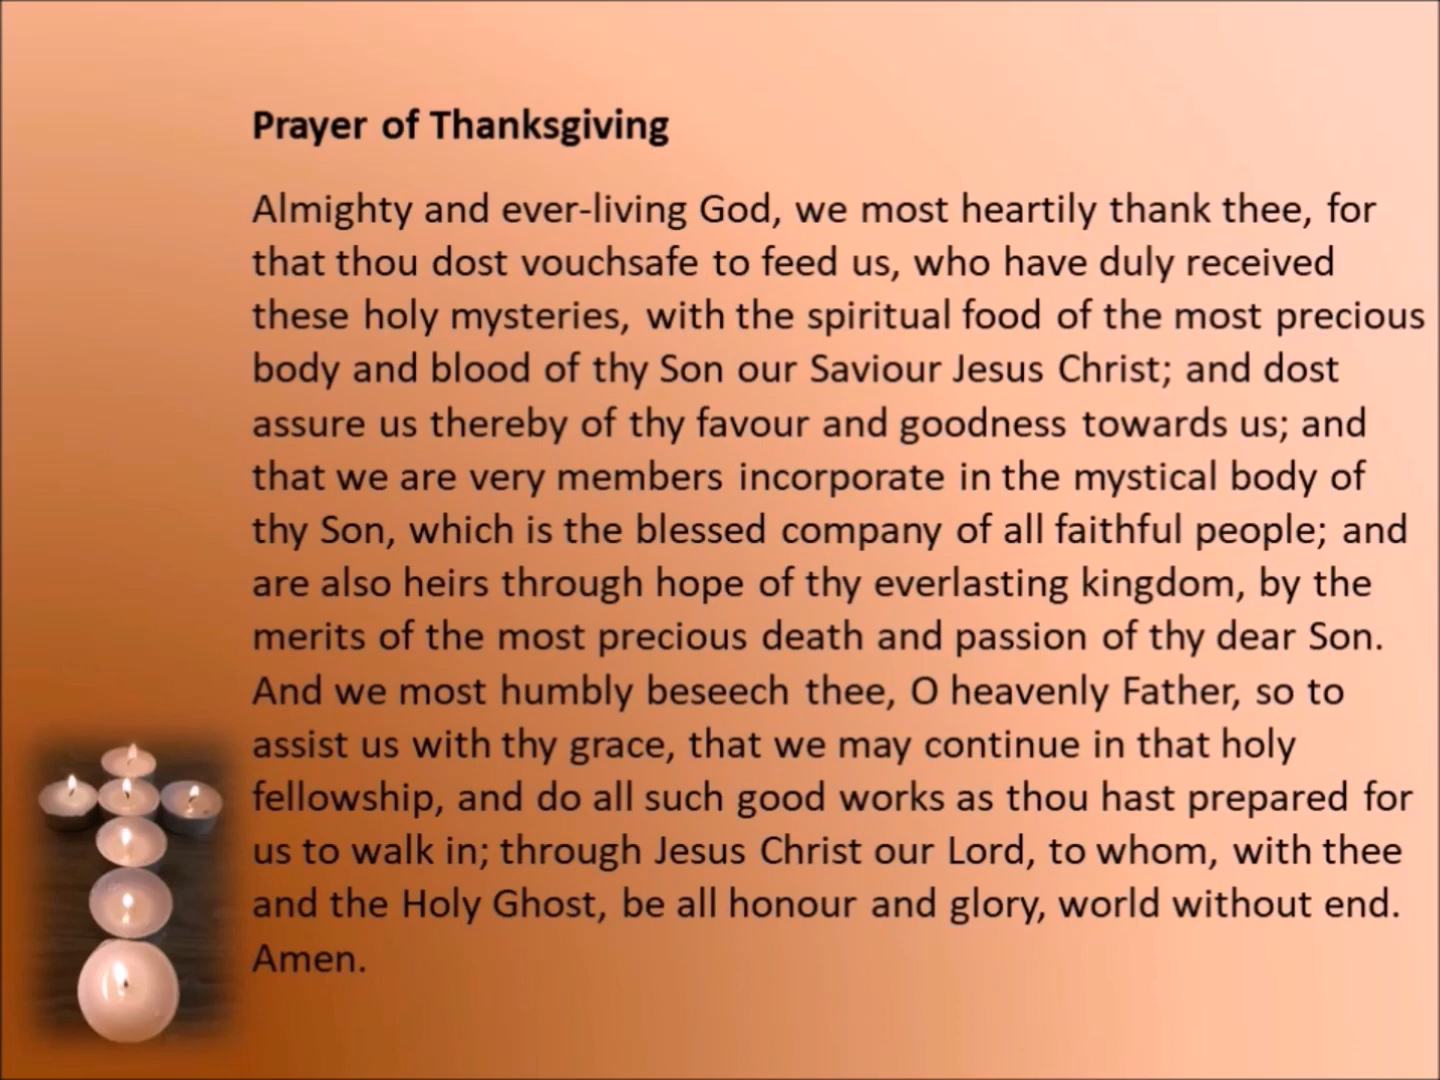 Prayer of Thanksgiving
Almighty and ever-living God, we most heartily thank thee, for
that thou dost vouchsafe to feed us, who have duly received
these holy mysteries, with the spiritual food of the most precious
body and blood of thy Son our Saviour Jesus Christ; and dost
assure us thereby of thy favour and goodness towards us; and
that we are very members incorporate in the mystical body of
thy Son, which is the blessed company of all faithful people; and
are also heirs through hope of thy everlasting kingdom, by the
merits of the most precious death and passion of thy dear Son.
And we most humbly beseech thee, O heavenly Father, so to
assist us with thy grace, that we may continue in that holy
fellowship, and do all such good works as thou hast prepared for
us to walk in; through Jesus Christ our Lord, to whom, with thee
and the Holy Ghost, be all honour and glory, world without end.
Amen.